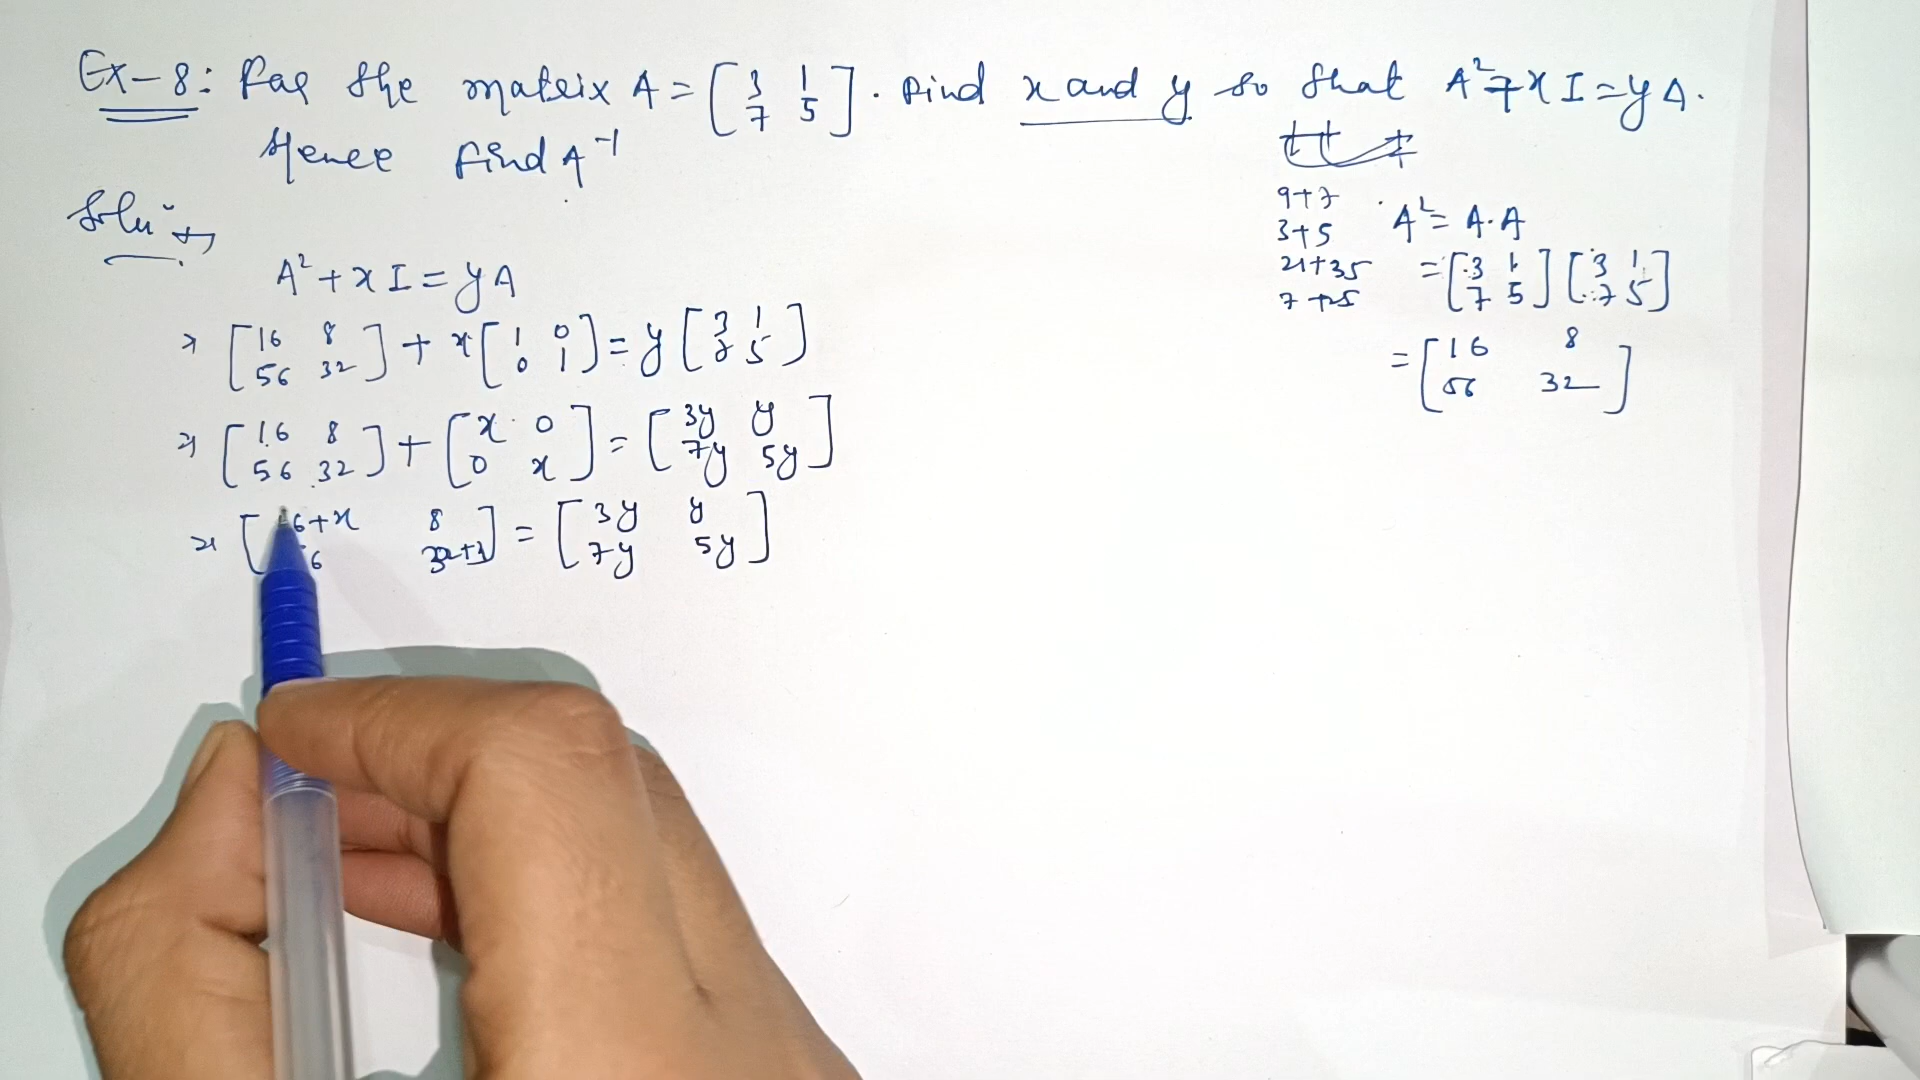 Ex-8: For the matrix A = [3 1 7 5]. Find x and y so that A²+xI=yA.
Hence find A⁻¹
Solu:
A²+xI=yA
⇒ [16 8 56 32] + x[1 0 0 1] = y[3 1 7 5]
⇒ [16 8 56 32] + [x 0 0 x] = [3y y 7y 5y]
⇒ [16+x 8 56 32+x] = [3y y 7y 5y]
9+7
3+5
21+35
7+25
A² = A.A
= [3 1 7 5] [3 1 7 5]
= [16 8 56 32]